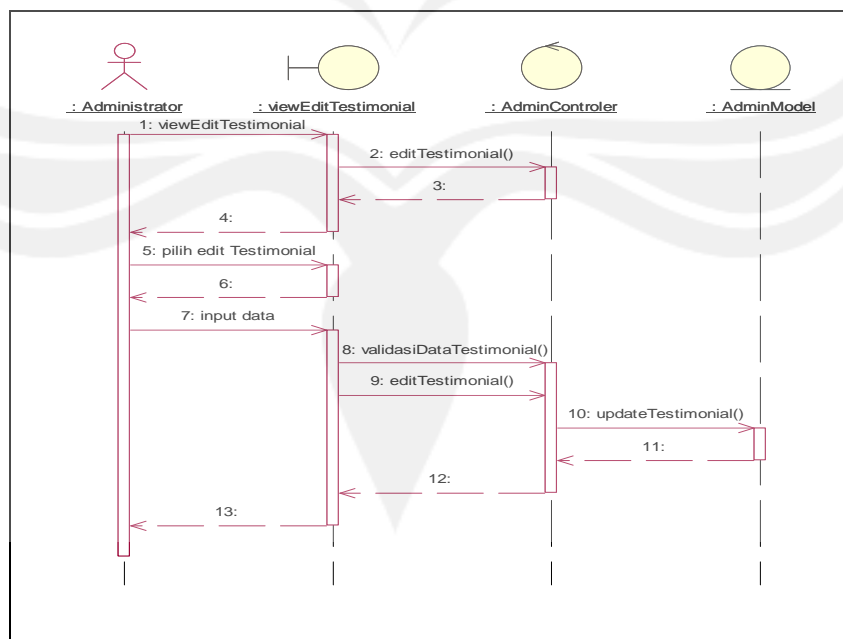 : Administrator
: viewEditTestimonial
: AdminControler
: AdminModel
1: viewEditTestimonial
2: editTestimonial()
3:
4:
5: pilih edit Testimonial
6:
7: input data
8: validasiDataTestimonial()
9: editTestimonial()
10: updateTestimonial()
11:
12:
13: